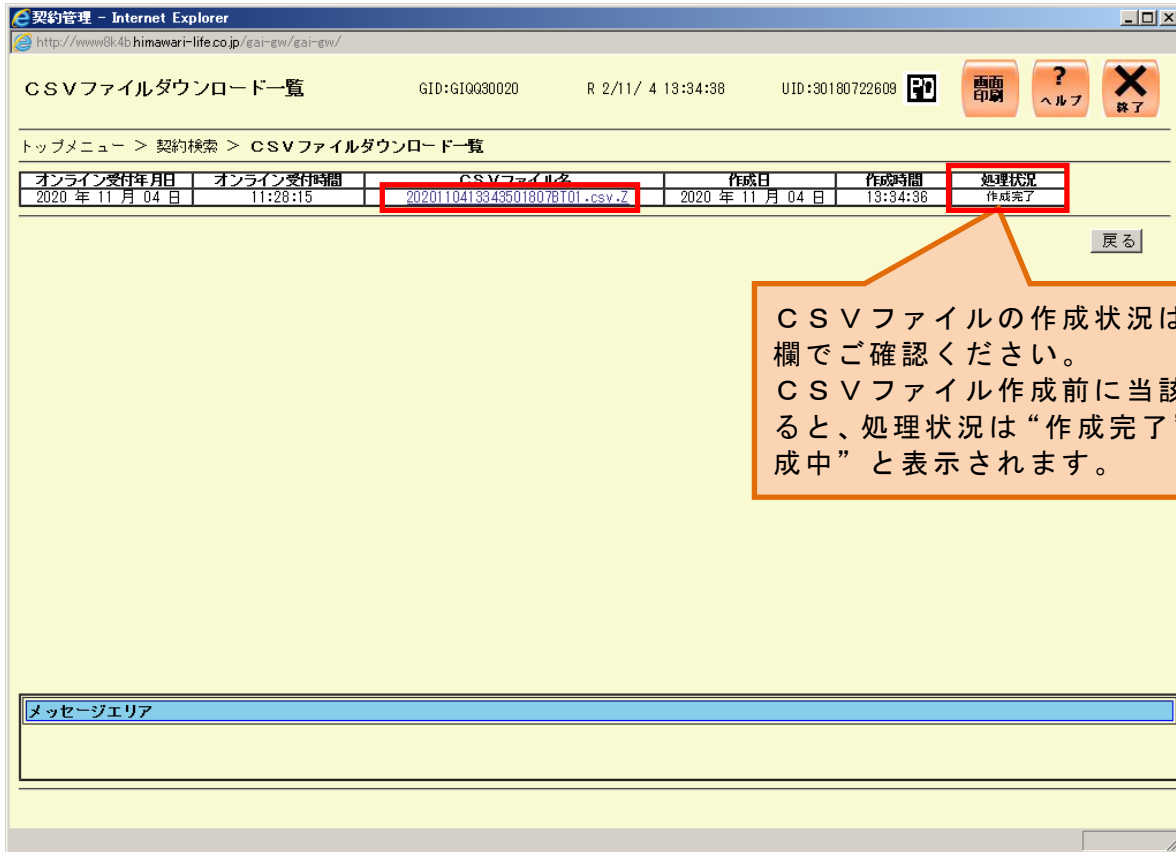 契約管理 - Internet Explorer
http://www8k4b.himawari-life.co.jp/gai-gw/gai-gw/
CSVファイルダウンロード一覧 GID:GIQQ30020 R 2/11/ 4 13:34:38 UID:30180722609 画面印刷 ? ヘルプ 終了
トップメニュー > 契約検索 > CSVファイルダウンロード一覧
オンライン受付年月日 オンライン受付時間 CSVファイル名 作成日 作成時間 処理状況
2020 年 11 月 04 日 11:28:15 2020110413343501807BT01.csv.Z 2020 年 11 月 04 日 13:34:36 作成完了
戻る
CSVファイルの作成状況は
欄でご確認ください。
CSVファイル作成前に当該
ると、処理状況は“作成完了”
成中”と表示されます。
メッセージエリア